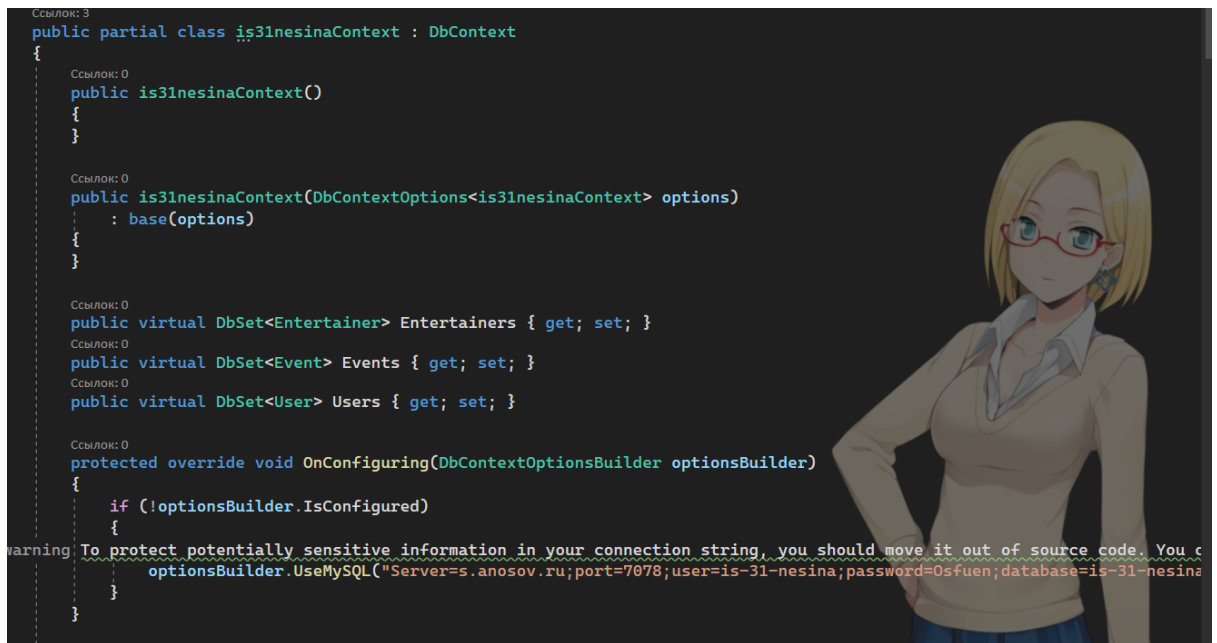 Ссылок: 3
public partial class is31nesinaContext : DbContext
{
Ссылок: 0
public is31nesinaContext()
{
}
Ссылок: 0
public is31nesinaContext(DbContextOptions<is31nesinaContext> options)
: base(options)
{
}
Ссылок: 0
public virtual DbSet<Entertainer> Entertainers { get; set; }
Ссылок: 0
public virtual DbSet<Event> Events { get; set; }
Ссылок: 0
public virtual DbSet<User> Users { get; set; }
Ссылок: 0
protected override void OnConfiguring(DbContextOptionsBuilder optionsBuilder)
{
if (!optionsBuilder.IsConfigured)
{
warning To protect potentially sensitive information in your connection string, you should move it out of source code. You c
optionsBuilder.UseMySQL("Server=s.anosov.ru;port=7078;user=is-31-nesina;password=Osfuen;database=is-31-nesina
}
}